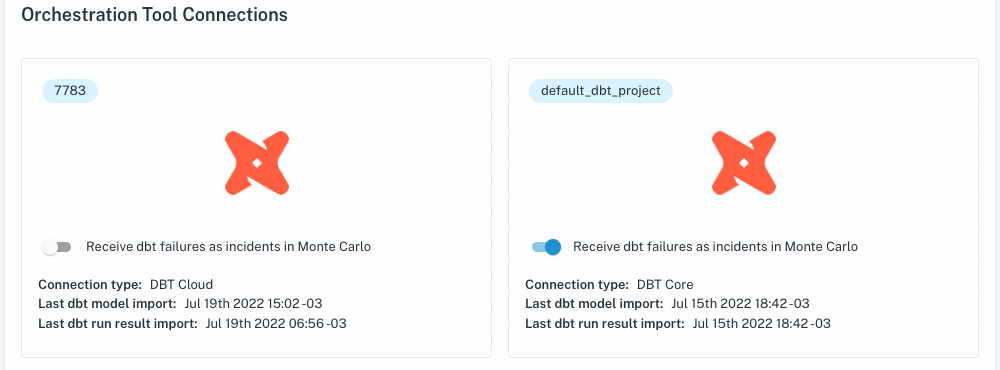 Orchestration Tool Connections
7783
Receive dbt failures as incidents in Monte Carlo
Connection type: DBT Cloud
Last dbt model import: Jul 19th 2022 15:02 -03
Last dbt run result import: Jul 19th 2022 06:56 -03
default_dbt_project
Receive dbt failures as incidents in Monte Carlo
Connection type: DBT Core
Last dbt model import: Jul 15th 2022 18:42 -03
Last dbt run result import: Jul 15th 2022 18:42 -03